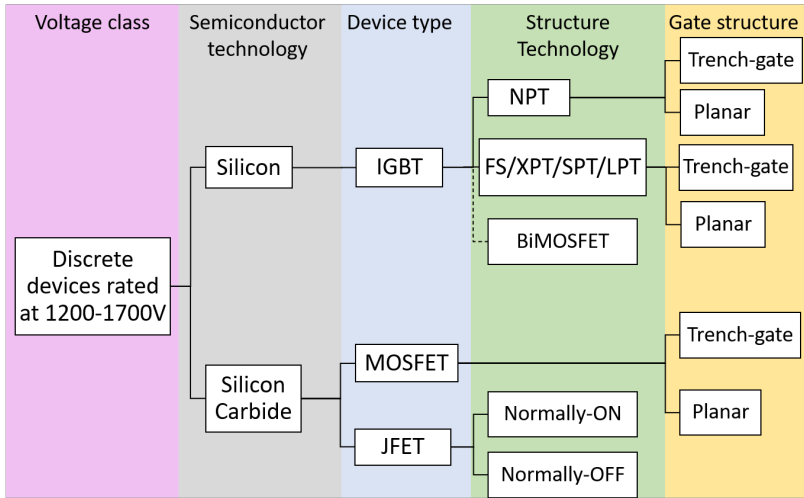 Voltage class
Semiconductor
technology
Device type
Structure
Technology
Gate structure
Discrete
devices rated
at 1200-1700V
Silicon
Silicon
Carbide
IGBT
MOSFET
JFET
NPT
FS/XPT/SPT/LPT
BiMOSFET
Normally-ON
Normally-OFF
Trench-gate
Planar
Trench-gate
Planar
Trench-gate
Planar